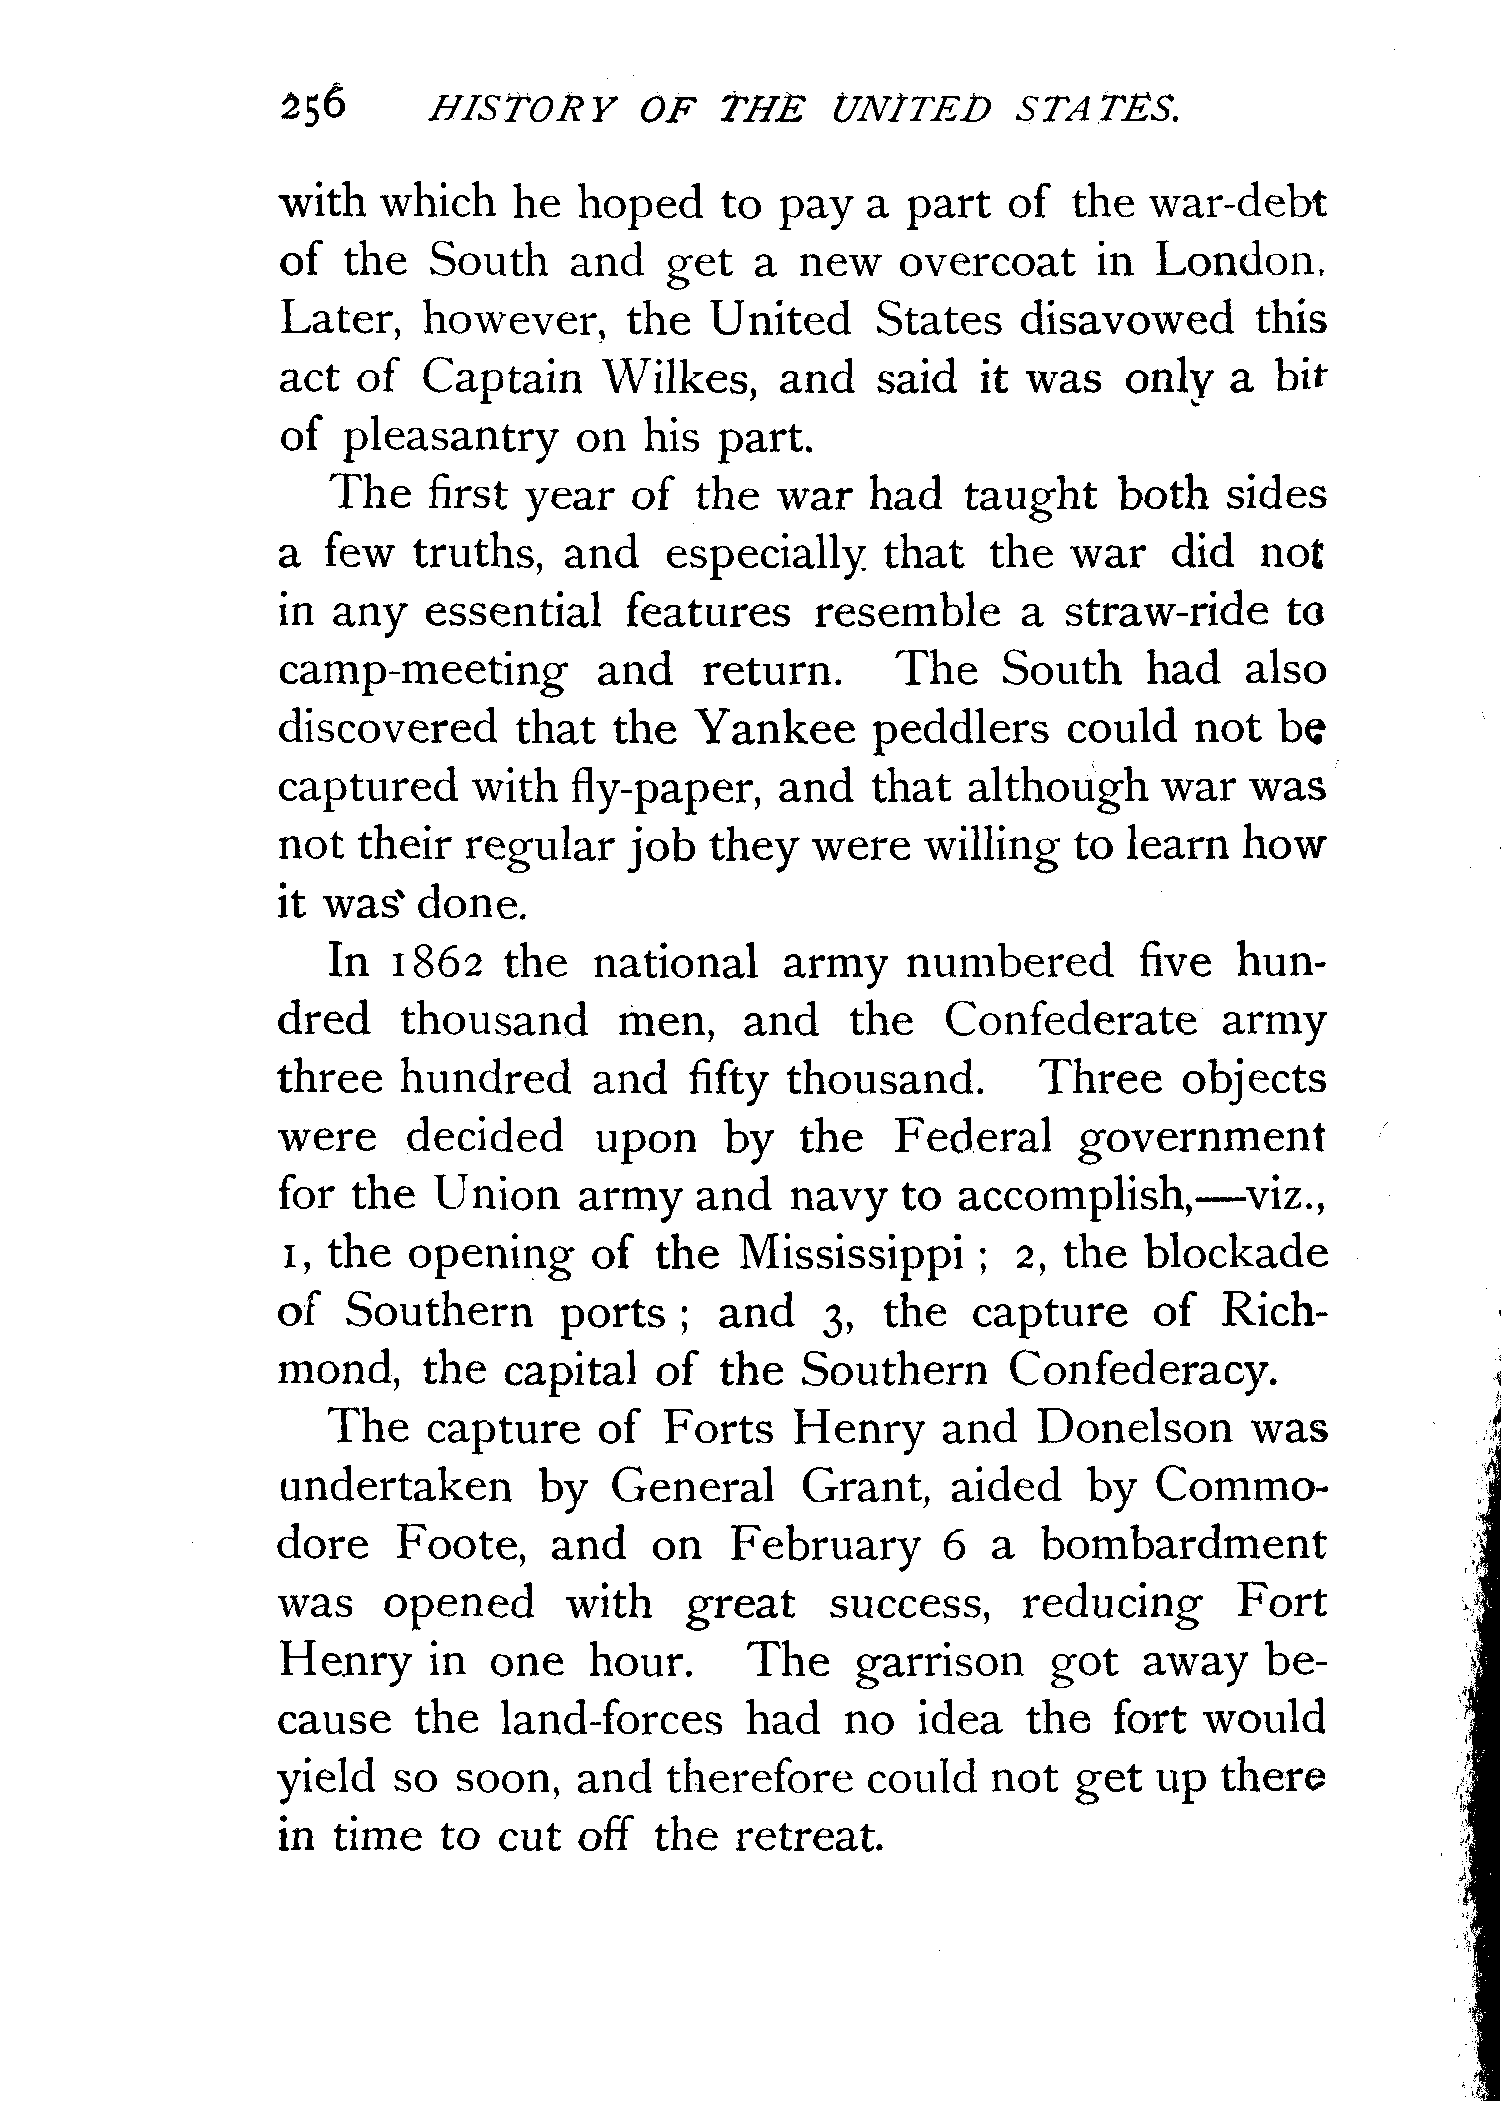 256 HISTORY OF THE UNITED STATES.
with which he hoped to pay a part of the war-debt
of the South and get a new overcoat in London.
Later, however, the United States disavowed this
act of Captain Wilkes, and said it was only a bit
of pleasantry on his part.
The first year of the war had taught both sides
a few truths, and especially that the war did not
in any essential features resemble a straw-ride to
camp-meeting and return. The South had also
discovered that the Yankee peddlers could not be
captured with fly-paper, and that although war was
not their regular job they were willing to learn how
it was done.
In 1862 the national army numbered five hun-
dred thousand men, and the Confederate army
three hundred and fifty thousand. Three objects
were decided upon by the Federal government
for the Union army and navy to accomplish,—viz.,
1, the opening of the Mississippi ; 2, the blockade
of Southern ports ; and 3, the capture of Rich-
mond, the capital of the Southern Confederacy.
The capture of Forts Henry and Donelson was
undertaken by General Grant, aided by Commo-
dore Foote, and on February 6 a bombardment
was opened with great success, reducing Fort
Henry in one hour. The garrison got away be-
cause the land-forces had no idea the fort would
yield so soon, and therefore could not get up there
in time to cut off the retreat.